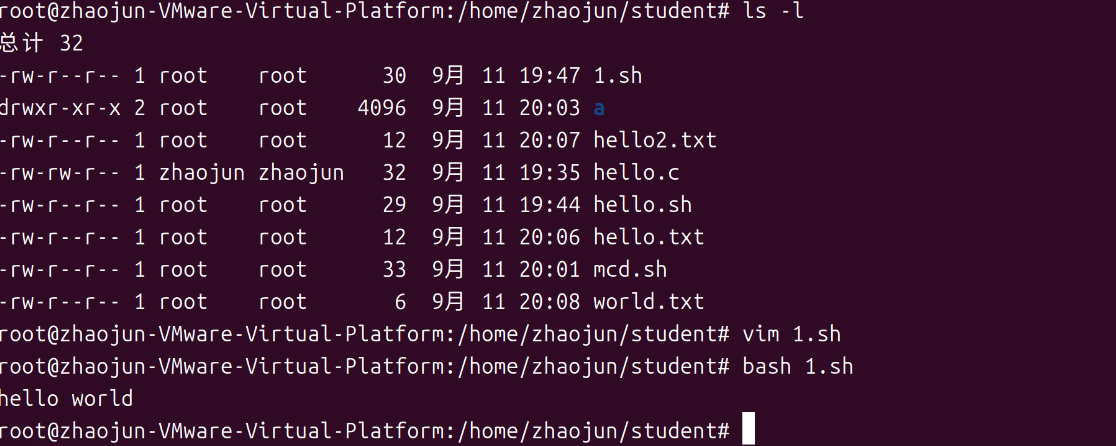 root@zhaojun-VMware-Virtual-Platform:/home/zhaojun/student# ls -l
总计 32
-rw-r--r-- 1 root    root      30  9月 11 19:47 1.sh
drwxr-xr-x 2 root    root    4096  9月 11 20:03 a
-rw-r--r-- 1 root    root      12  9月 11 20:07 hello2.txt
-rw-rw-r-- 1 zhaojun zhaojun   32  9月 11 19:35 hello.c
-rw-r--r-- 1 root    root      29  9月 11 19:44 hello.sh
-rw-r--r-- 1 root    root      12  9月 11 20:06 hello.txt
-rw-r--r-- 1 root    root      33  9月 11 20:01 mcd.sh
-rw-r--r-- 1 root    root       6  9月 11 20:08 world.txt
root@zhaojun-VMware-Virtual-Platform:/home/zhaojun/student# vim 1.sh
root@zhaojun-VMware-Virtual-Platform:/home/zhaojun/student# bash 1.sh
hello world
root@zhaojun-VMware-Virtual-Platform:/home/zhaojun/student#